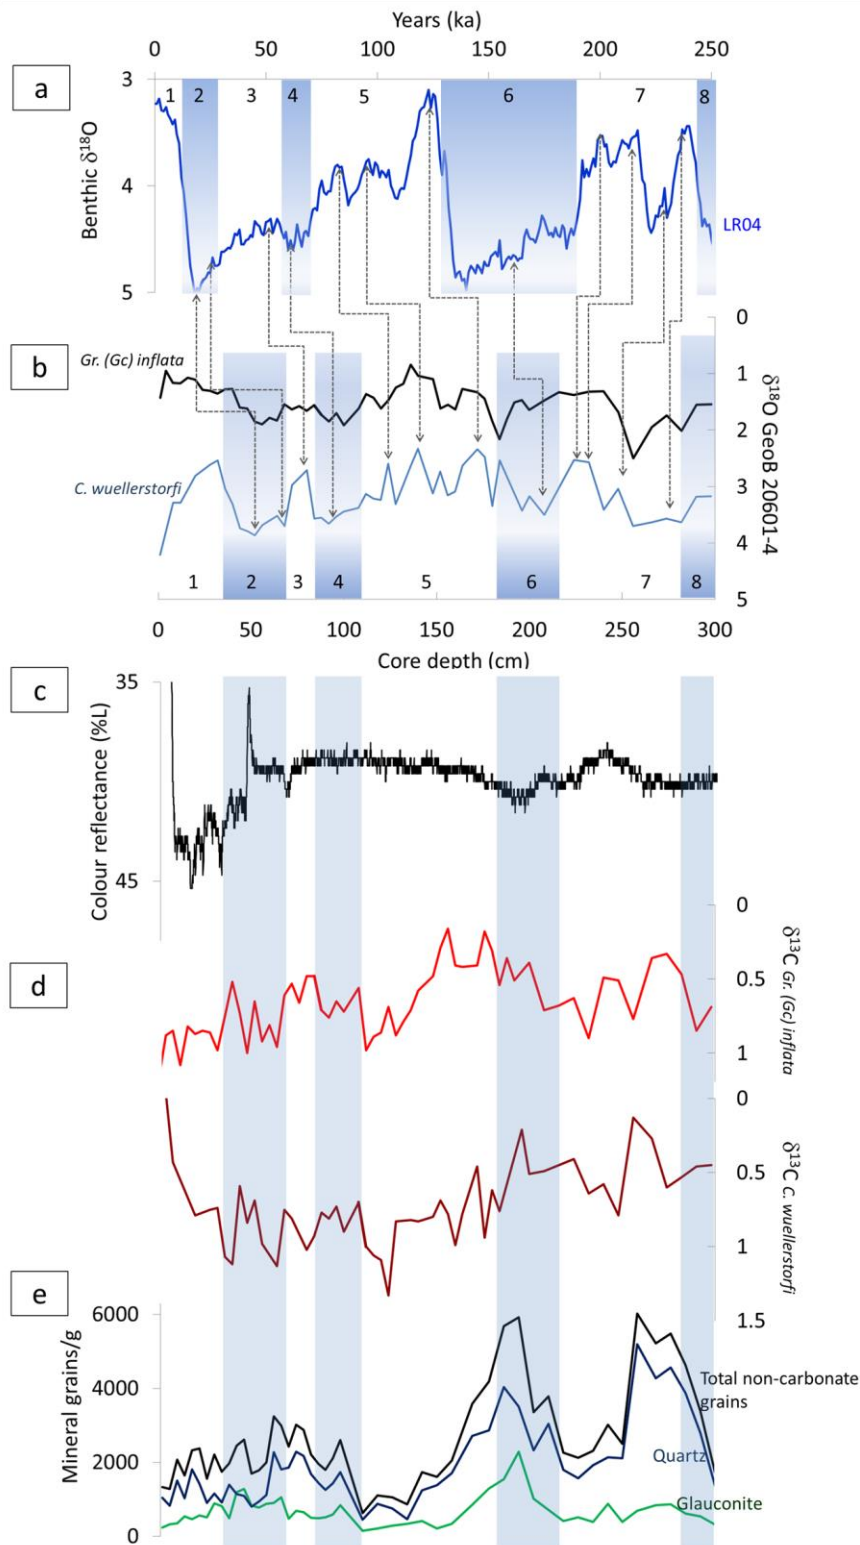 Years (ka)
0 50 100 150 200 250
a
3
4
5
Benthic δ¹⁸O
1 2 3 4 5 6 7 8
LR04
b
Gr. (Gc) inflata
C. wuellerstorfi
0
1
2
3
4
5
δ¹⁸O GeoB 20601-4
1 2 3 4 5 6 7 8
0 50 100 150 200 250 300
Core depth (cm)
c
35
45
Colour reflectance (%L)
d
0
0.5
1
δ¹³C Gr. (Gc) inflata
0
0.5
1
1.5
δ¹³C C. wuellerstorfi
e
6000
4000
2000
0
Mineral grains/g
Total non-carbonate
grains
Quartz
Glauconite